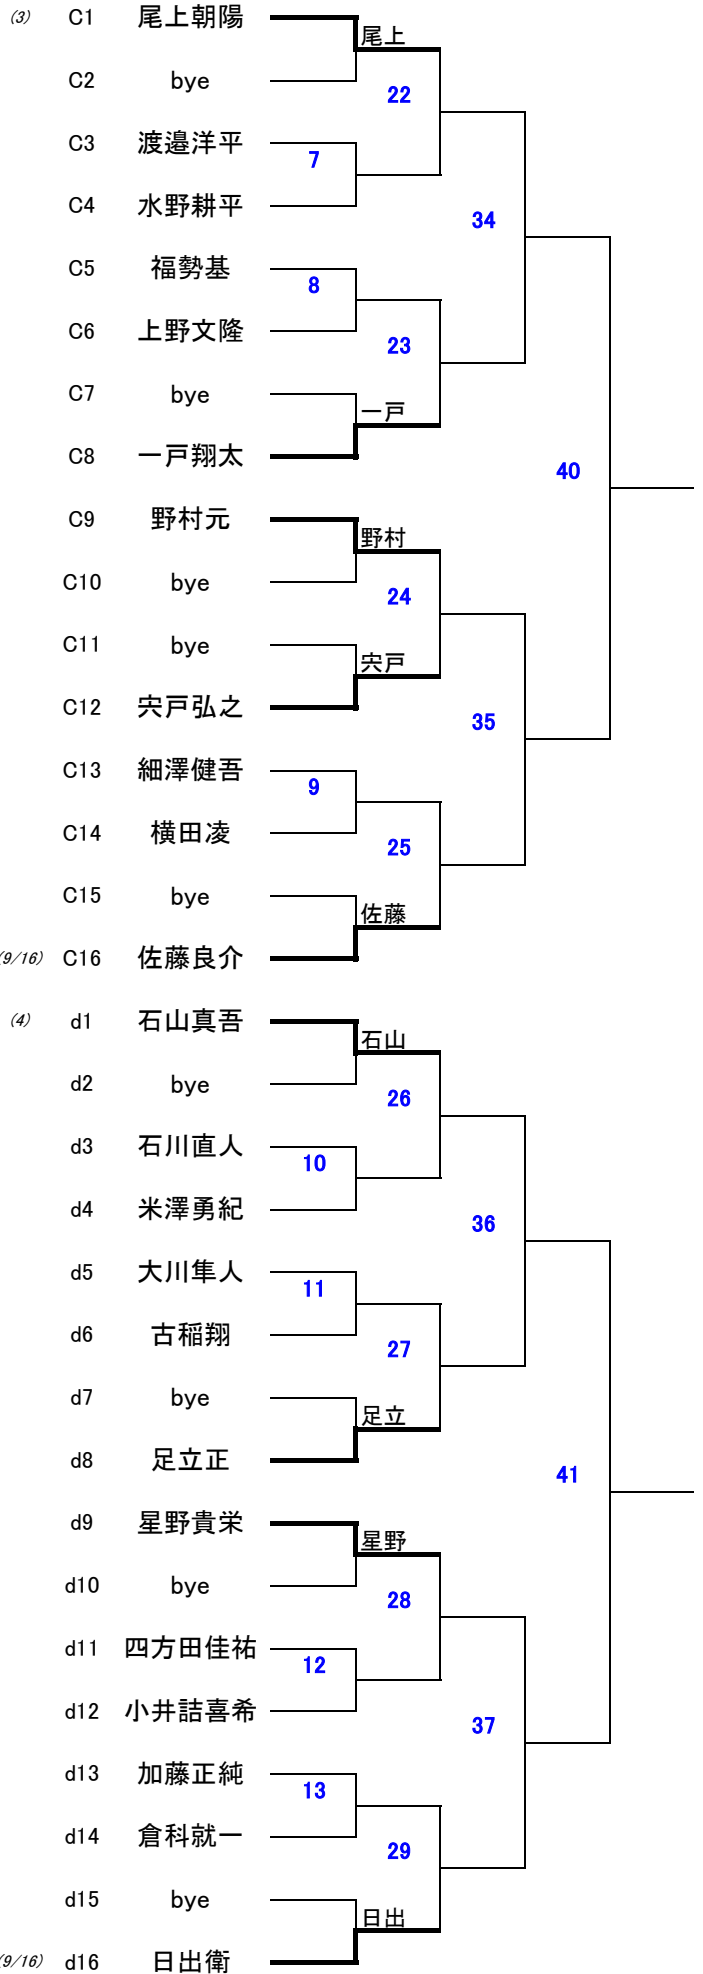 (3) C1 尾上朝陽
尾上
C2 bye
22
C3 渡邉洋平
7
C4 水野耕平
34
C5 福勢基
8
C6 上野文隆
23
C7 bye
一戸
C8 一戸翔太
40
C9 野村元
野村
C10 bye
24
C11 bye
宍戸
C12 宍戸弘之
35
C13 細澤健吾
9
C14 横田凌
25
C15 bye
佐藤
(9/16) C16 佐藤良介
(4) d1 石山真吾
石山
d2 bye
26
d3 石川直人
10
d4 米澤勇紀
36
d5 大川隼人
11
d6 古稲翔
27
d7 bye
足立
d8 足立正
41
d9 星野貴栄
星野
d10 bye
28
d11 四方田佳祐
12
d12 小井詰喜希
37
d13 加藤正純
13
d14 倉科就一
29
d15 bye
日出
(9/16) d16 日出衛